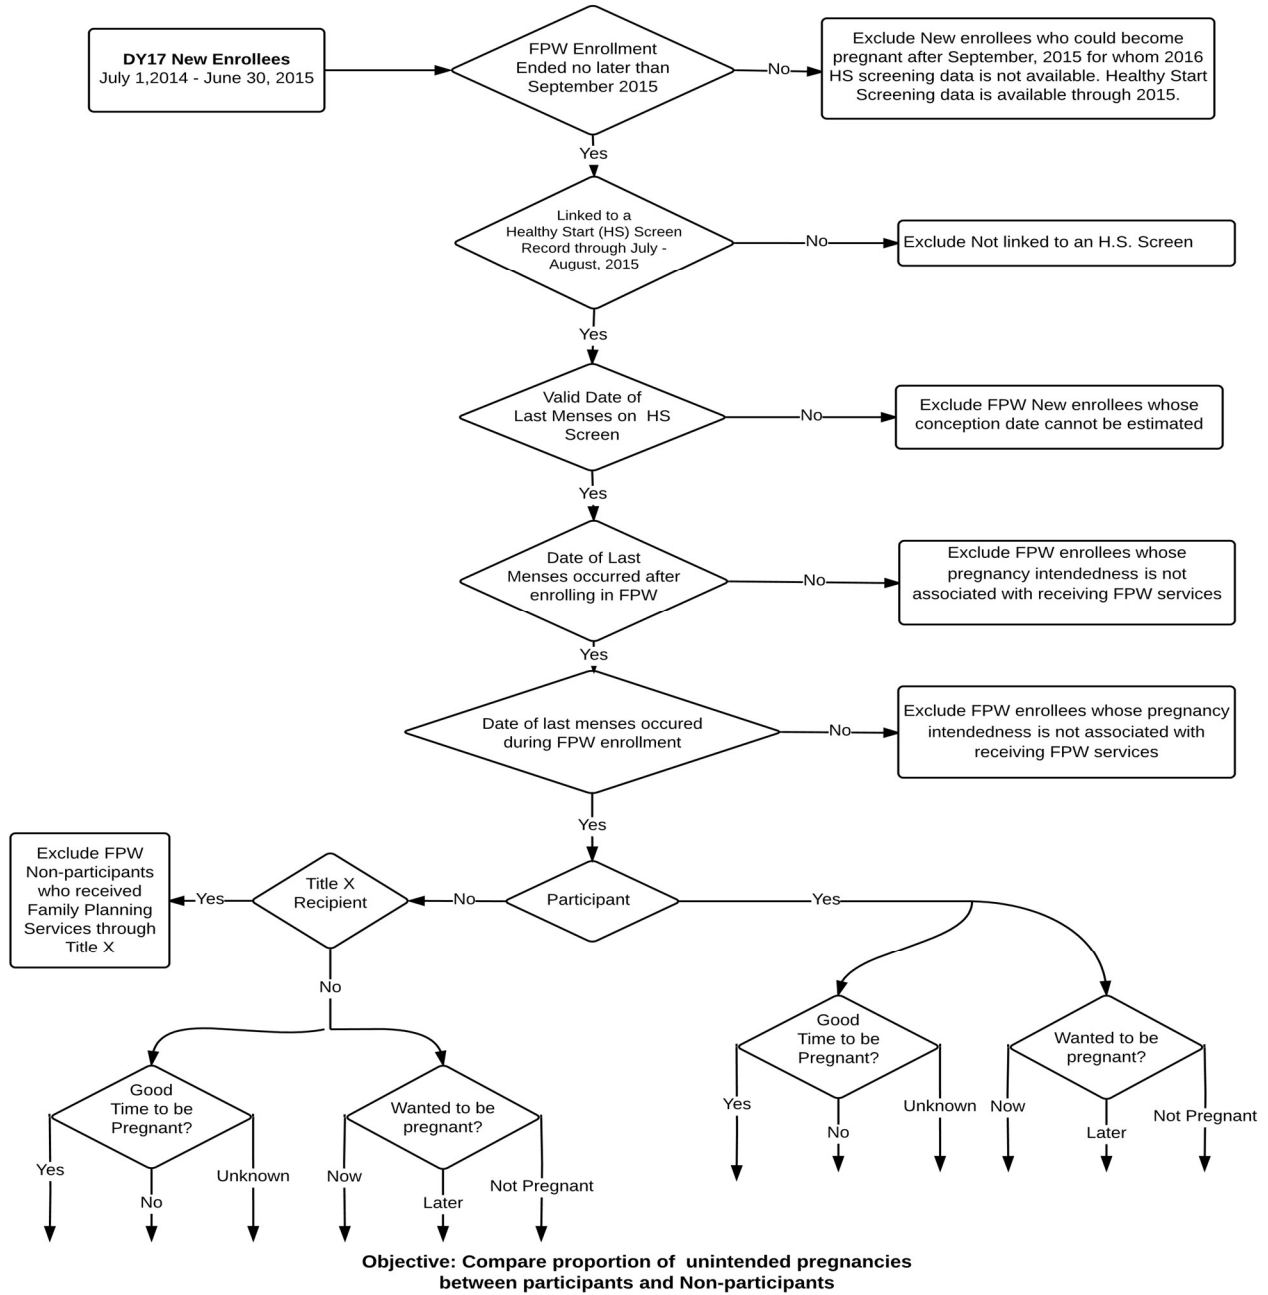 DY17 New Enrollees
July 1,2014 - June 30, 2015
FPW Enrollment
Ended no later than
September 2015
No
Exclude New enrollees who could become
pregnant after September, 2015 for whom 2016
HS screening data is not available. Healthy Start
Screening data is available through 2015.
Yes
Linked to a
Healthy Start (HS) Screen
Record through July -
August, 2015
No
Exclude Not linked to an H.S. Screen
Yes
Valid Date of
Last Menses on HS
Screen
No
Exclude FPW New enrollees whose
conception date cannot be estimated
Yes
Date of Last
Menses occurred after
enrolling in FPW
No
Exclude FPW enrollees whose
pregnancy intendedness is not
associated with receiving FPW services
Yes
Date of last menses occured
during FPW enrollment
No
Exclude FPW enrollees whose pregnancy
intendedness is not associated with
receiving FPW services
Yes
Participant
No
Title X
Recipient
Yes
Exclude FPW
Non-participants
who received
Family Planning
Services through
Title X
Yes
No
Good
Time to be
Pregnant?
Yes
No
Unknown
Wanted to be
pregnant?
Now
Later
Not Pregnant
Good
Time to be
Pregnant?
Yes
No
Unknown
Wanted to be
pregnant?
Now
Later
Not Pregnant
Objective: Compare proportion of unintended pregnancies
between participants and Non-participants